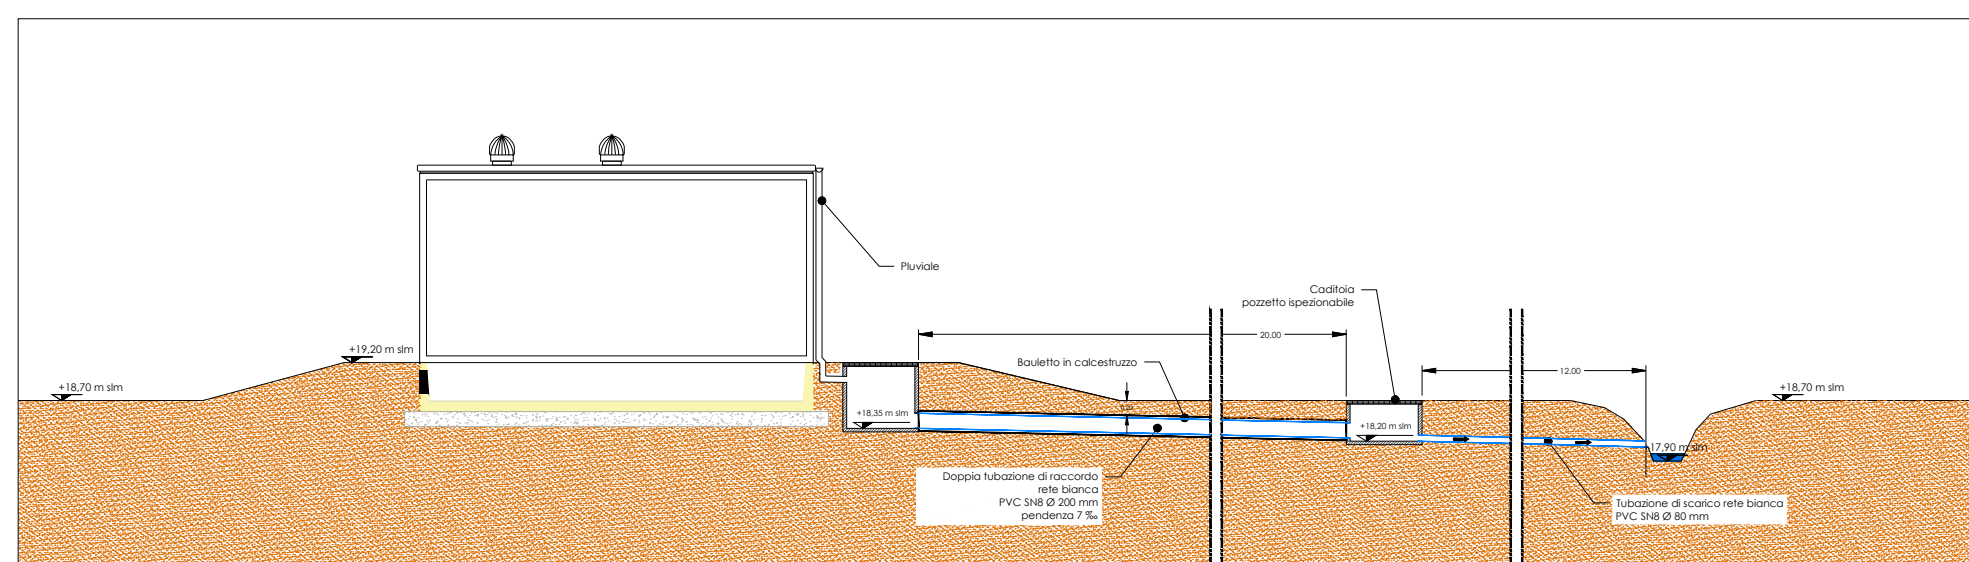 Pluviale
Caditoia
pozzetto ispezionabile
20.00
+19,20 m slm
Bauletto in calcestruzzo
12.00
+18,70 m slm
+18,70 m slm
+18,35 m slm
+18,20 m slm
17,90 m slm
Doppia tubazione di raccordo
rete bianca
PVC SN8 Ø 200 mm
pendenza 7 ‰
Tubazione di scarico rete bianca
PVC SN8 Ø 80 mm